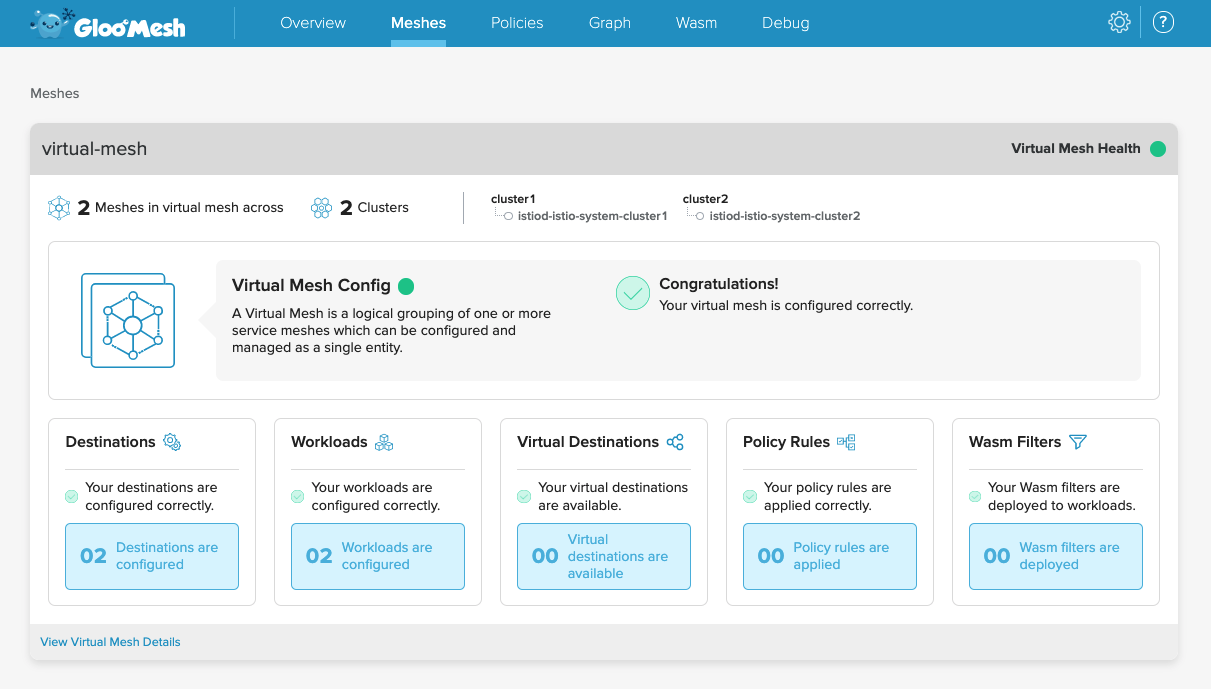 Gloo Mesh
Overview Meshes Policies Graph Wasm Debug
?
Meshes
virtual-mesh
Virtual Mesh Health
2 Meshes in virtual mesh across
2 Clusters
cluster1
istiod-istio-system-cluster1
cluster2
istiod-istio-system-cluster2
Virtual Mesh Config
A Virtual Mesh is a logical grouping of one or more
service meshes which can be configured and
managed as a single entity.
Congratulations!
Your virtual mesh is configured correctly.
Destinations
Your destinations are
configured correctly.
02
Destinations are
configured
Workloads
Your workloads are
configured correctly.
02
Workloads are
configured
Virtual Destinations
Your virtual destinations
are available.
00
Virtual
destinations are
available
Policy Rules
Your policy rules are
applied correctly.
00
Policy rules are
applied
Wasm Filters
Your Wasm filters are
deployed to workloads.
00
Wasm filters are
deployed
View Virtual Mesh Details